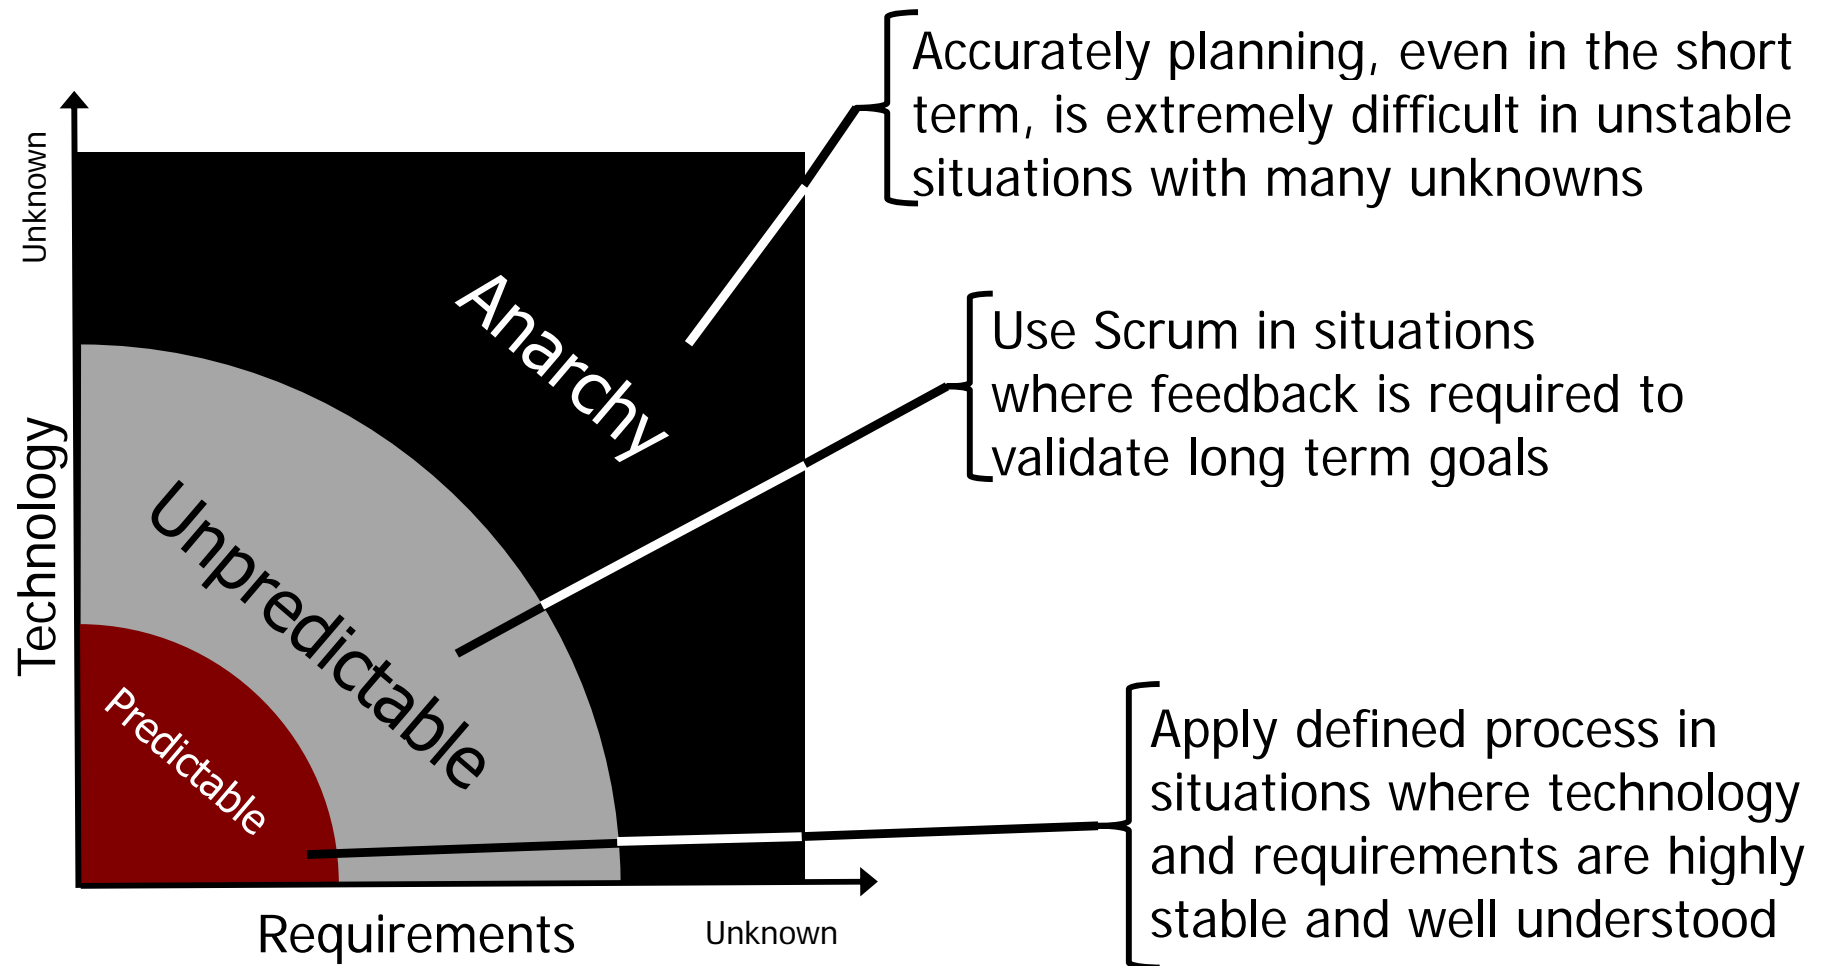 Accurately planning, even in the short
term, is extremely difficult in unstable
situations with many unknowns
Unknown
Technology
Anarchy
Unpredictable
Predictable
Use Scrum in situations
where feedback is required to
validate long term goals
Apply defined process in
situations where technology
and requirements are highly
stable and well understood
Requirements
Unknown